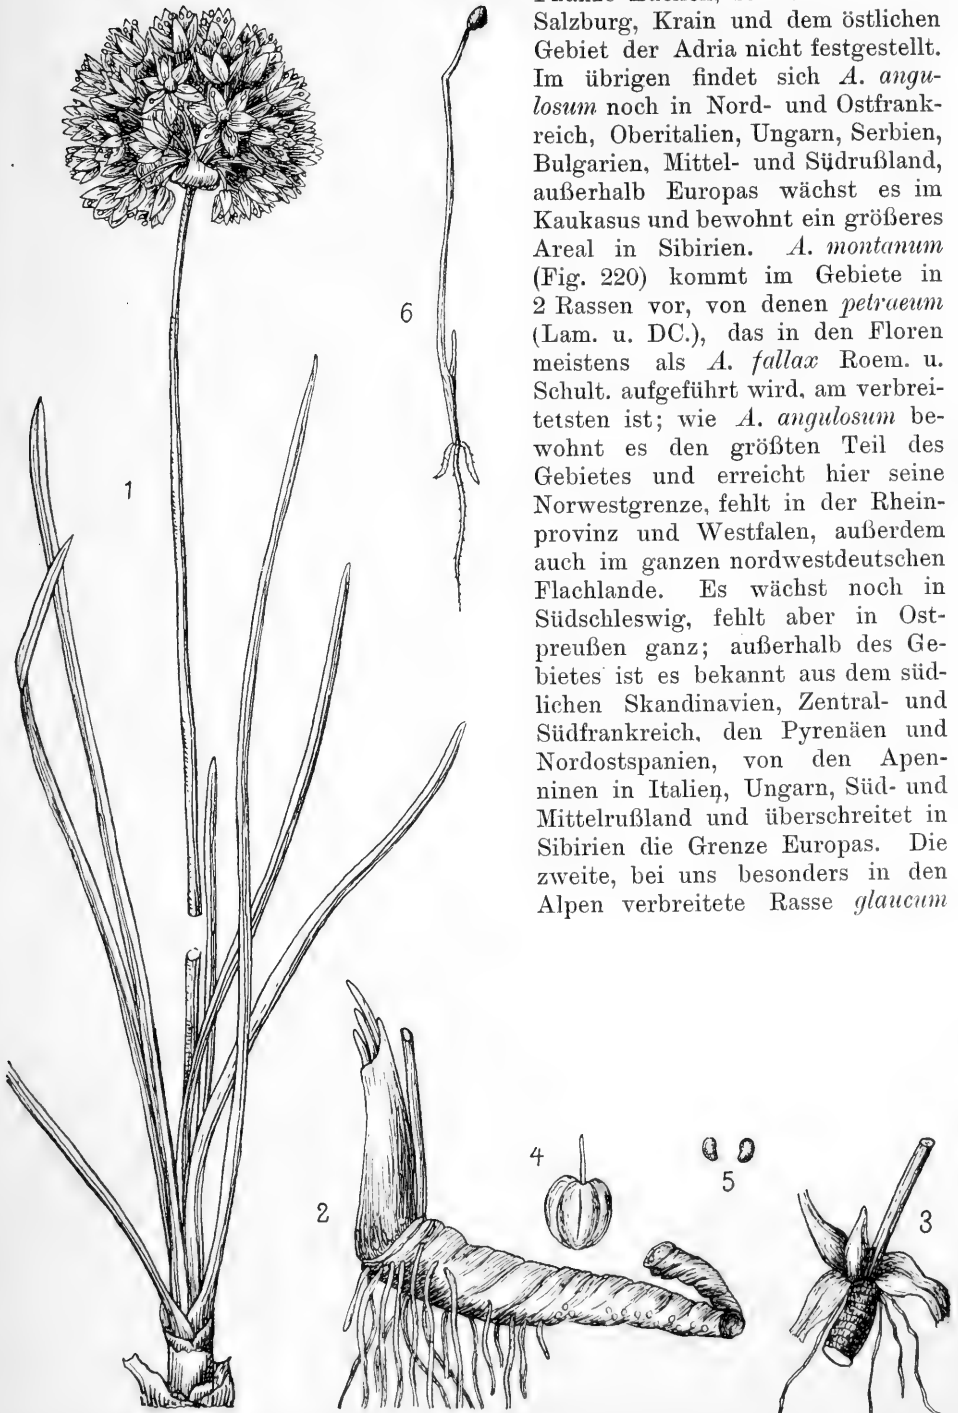 Salzburg, Krain und dem östlichen
Gebiet der Adria nicht festgestellt.
Im übrigen findet sich A. angu-
losum noch in Nord- und Ostfrank-
reich, Oberitalien, Ungarn, Serbien,
Bulgarien, Mittel- und Südrußland,
außerhalb Europas wächst es im
Kaukasus und bewohnt ein größeres
Areal in Sibirien. A. montanum
(Fig. 220) kommt im Gebiete in
2 Rassen vor, von denen petraeum
(Lam. u. DC.), das in den Floren
meistens als A. fallax Roem. u.
Schult. aufgeführt wird, am verbrei-
tetsten ist; wie A. angulosum be-
wohnt es den größten Teil des
Gebietes und erreicht hier seine
Norwestgrenze, fehlt in der Rhein-
provinz und Westfalen, außerdem
auch im ganzen nordwestdeutschen
Flachlande. Es wächst noch in
Südschleswig, fehlt aber in Ost-
preußen ganz; außerhalb des Ge-
bietes ist es bekannt aus dem süd-
lichen Skandinavien, Zentral- und
Südfrankreich, den Pyrenäen und
Nordostspanien, von den Apen-
ninen in Italien, Ungarn, Süd- und
Mittelrußland und überschreitet in
Sibirien die Grenze Europas. Die
zweite, bei uns besonders in den
Alpen verbreitete Rasse glaucum
1
6
2
4
5
3